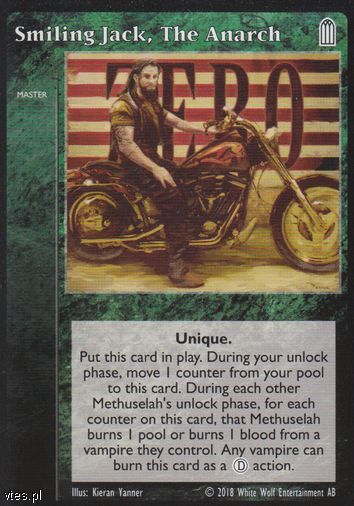 Smiling Jack, The Anarch
MASTER
ZERO
Unique.
Put this card in play. During your unlock
phase, move 1 counter from your pool
to this card. During each other
Methuselah's unlock phase, for each
counter on this card, that Methuselah
burns 1 pool or burns 1 blood from a
vampire they control. Any vampire can
burn this card as a D action.
Illus: Kieran Yanner
© 2018 White Wolf Entertainment AB
vtes.pl